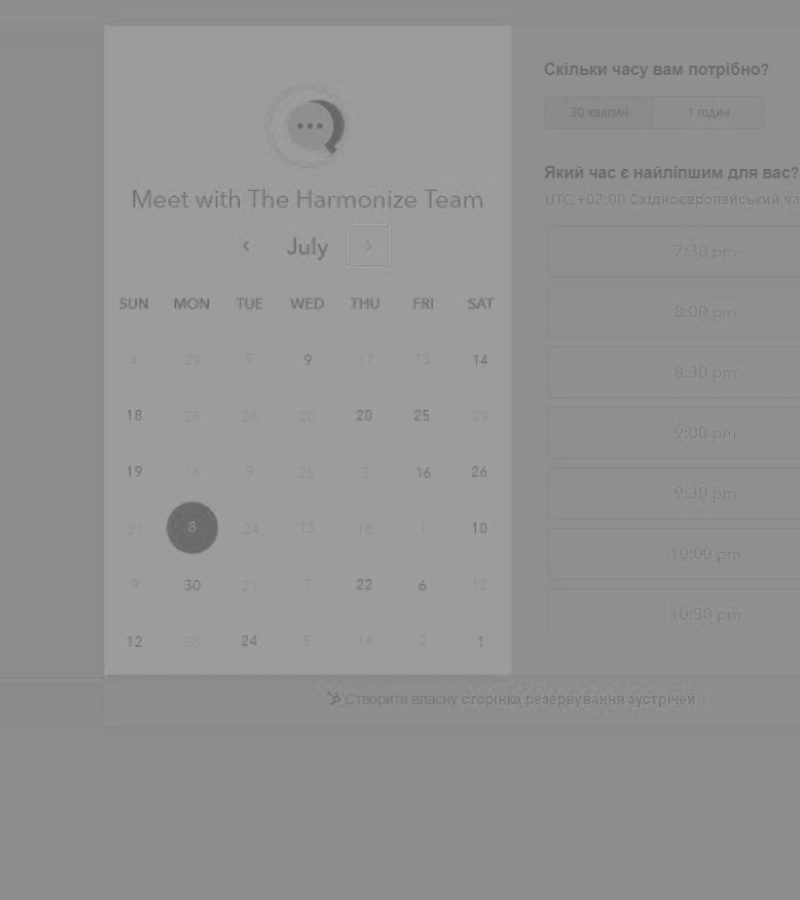 Meet with The Harmonize Team
July
SUN MON TUE WED THU FRI SAT
4 29 5 9 17 13 14
18 28 26 20 20 25 29
19 16 9 25 3 16 26
21 8 24 13 18 1 10
9 30 21 7 22 6 12
12 28 24 5 14 2 1
Скільки часу вам потрібно?
30 хвилин 1 годин
Який час є найліпшим для вас?
UTC +03:00 Східноєвропейський
7:30 pm
8:00 pm
8:30 pm
9:00 pm
9:30 pm
10:00 pm
10:30 pm
Створити власну сторінка резервування зустрічей